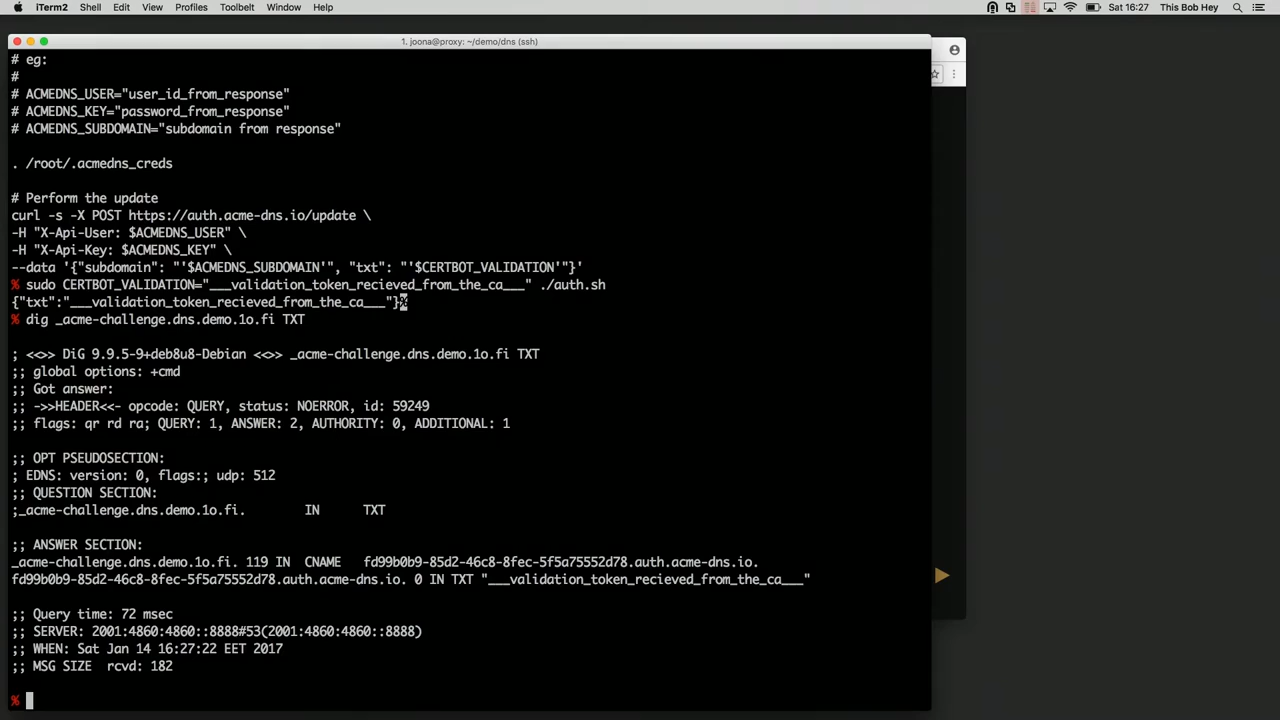 iTerm2 Shell Edit View Profiles Toolbelt Window Help Sat 16:27 This Bob Hey
1. joona@proxy: ~/demo/dns (ssh)
# eg:
#
# ACMEDNS_USER="user_id_from_response"
# ACMEDNS_KEY="password_from_response"
# ACMEDNS_SUBDOMAIN="subdomain from response"
. /root/.acmedns_creds
# Perform the update
curl -s -X POST https://auth.acme-dns.io/update \
-H "X-Api-User: $ACMEDNS_USER" \
-H "X-Api-Key: $ACMEDNS_KEY" \
--data '{"subdomain": "'$ACMEDNS_SUBDOMAIN'", "txt": "'$CERTBOT_VALIDATION'"}'
% sudo CERTBOT_VALIDATION="___validation_token_recieved_from_the_ca___" ./auth.sh
{"txt":"___validation_token_recieved_from_the_ca___"}%
% dig _acme-challenge.dns.demo.1o.fi TXT
; <<>> DiG 9.9.5-9+deb8u8-Debian <<>> _acme-challenge.dns.demo.1o.fi TXT
;; global options: +cmd
;; Got answer:
;; ->>HEADER<<- opcode: QUERY, status: NOERROR, id: 59249
;; flags: qr rd ra; QUERY: 1, ANSWER: 2, AUTHORITY: 0, ADDITIONAL: 1
;; OPT PSEUDOSECTION:
; EDNS: version: 0, flags:; udp: 512
;; QUESTION SECTION:
;_acme-challenge.dns.demo.1o.fi. IN TXT
;; ANSWER SECTION:
_acme-challenge.dns.demo.1o.fi. 119 IN CNAME fd99b0b9-85d2-46c8-8fec-5f5a75552d78.auth.acme-dns.io.
fd99b0b9-85d2-46c8-8fec-5f5a75552d78.auth.acme-dns.io. 0 IN TXT "___validation_token_recieved_from_the_ca___"
;; Query time: 72 msec
;; SERVER: 2001:4860:4860::8888#53(2001:4860:4860::8888)
;; WHEN: Sat Jan 14 16:27:22 EET 2017
;; MSG SIZE rcvd: 182
%